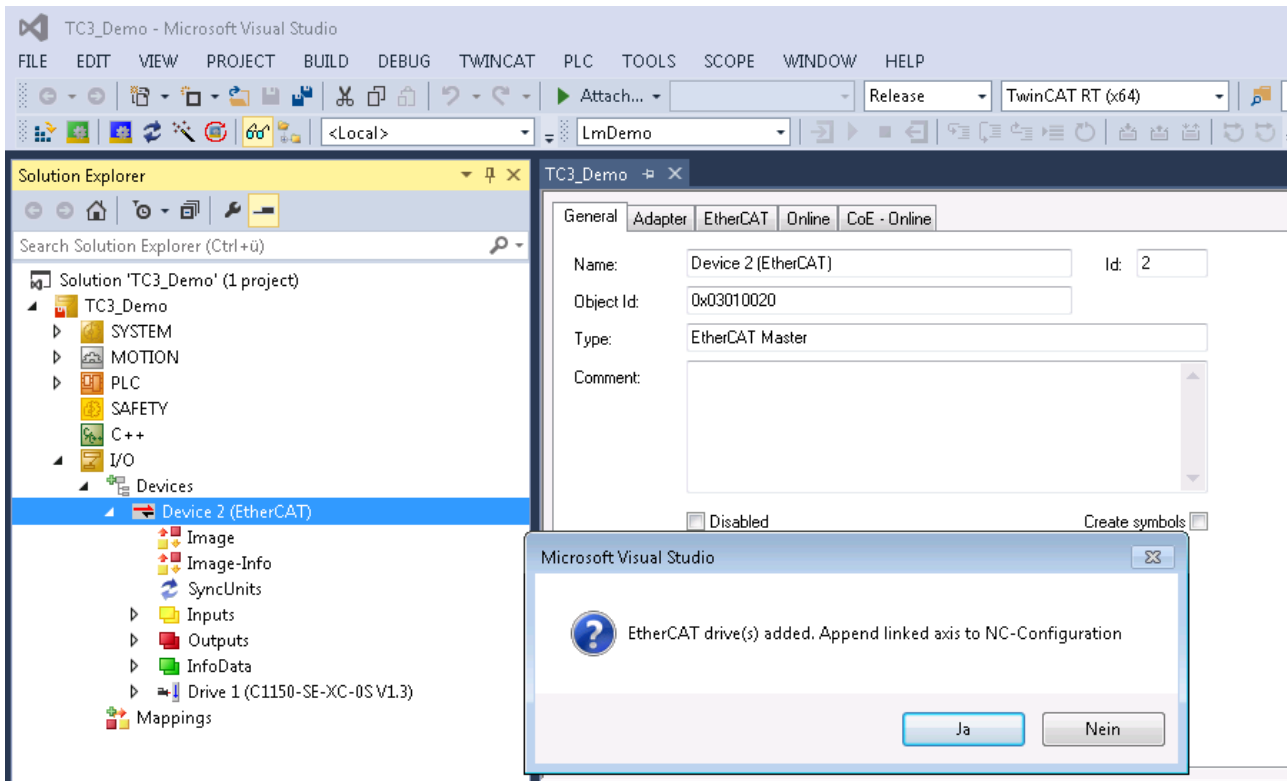 TC3_Demo - Microsoft Visual Studio
FILE EDIT VIEW PROJECT BUILD DEBUG TWINCAT PLC TOOLS SCOPE WINDOW HELP
Attach... Release TwinCAT RT (x64)
<Local> LmDemo
Solution Explorer
Search Solution Explorer (Ctrl+ü)
Solution 'TC3_Demo' (1 project)
TC3_Demo
SYSTEM
MOTION
PLC
SAFETY
C++
I/O
Devices
Device 2 (EtherCAT)
Image
Image-Info
SyncUnits
Inputs
Outputs
InfoData
Drive 1 (C1150-SE-XC-0S V1.3)
Mappings
TC3_Demo
General Adapter EtherCAT Online CoE - Online
Name: Device 2 (EtherCAT) Id: 2
Object Id: 0x03010020
Type: EtherCAT Master
Comment:
Disabled Create symbols
Microsoft Visual Studio
EtherCAT drive(s) added. Append linked axis to NC-Configuration
Ja Nein